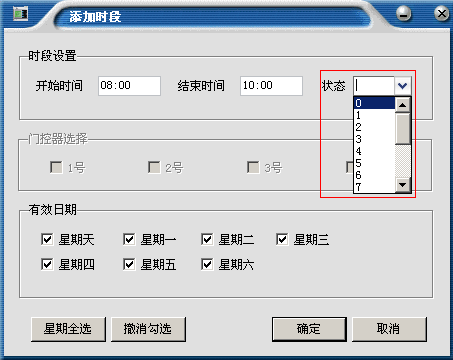 添加时段
时段设置
开始时间 08:00 结束时间 10:00 状态
0
1
2
3
4
5
6
7
门控器选择
1号 2号 3号
有效日期
星期天 星期一 星期二 星期三
星期四 星期五 星期六
星期全选 撤消勾选 确定 取消